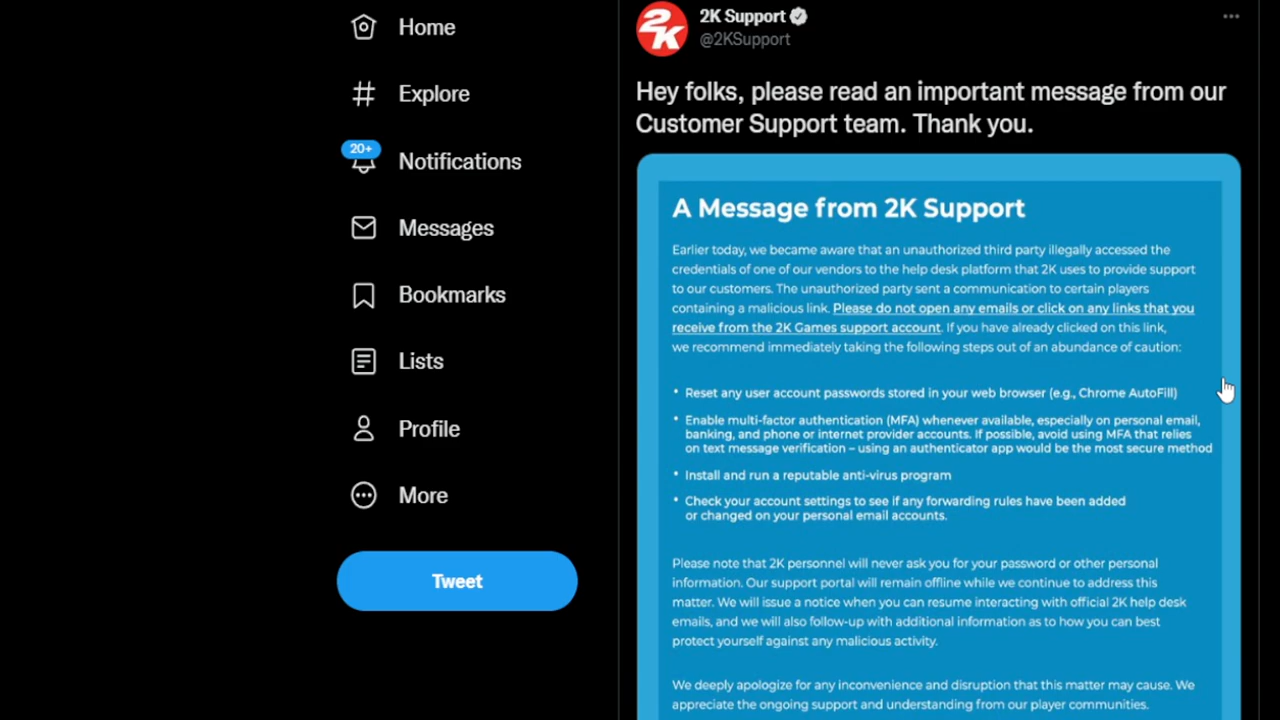 Home
Explore
20+
Notifications
Messages
Bookmarks
Lists
Profile
More
Tweet
2K
2K Support
@2KSupport
Hey folks, please read an important message from our
Customer Support team. Thank you.
A Message from 2K Support
Earlier today, we became aware that an unauthorized third party illegally accessed the
credentials of one of our vendors to the help desk platform that 2K uses to provide support
to our customers. The unauthorized party sent a communication to certain players
containing a malicious link. Please do not open any emails or click on any links that you
receive from the 2K Games support account. If you have already clicked on this link,
we recommend immediately taking the following steps out of an abundance of caution:
• Reset any user account passwords stored in your web browser (e.g., Chrome AutoFill)
• Enable multi-factor authentication (MFA) whenever available, especially on personal email,
banking, and phone or internet provider accounts. If possible, avoid using MFA that relies
on text message verification – using an authenticator app would be the most secure method
• Install and run a reputable anti-virus program
• Check your account settings to see if any forwarding rules have been added
or changed on your personal email accounts.
Please note that 2K personnel will never ask you for your password or other personal
information. Our support portal will remain offline while we continue to address this
matter. We will issue a notice when you can resume interacting with official 2K help desk
emails, and we will also follow-up with additional information as to how you can best
protect yourself against any malicious activity.
We deeply apologize for any inconvenience and disruption that this matter may cause. We
appreciate the ongoing support and understanding from our player communities.